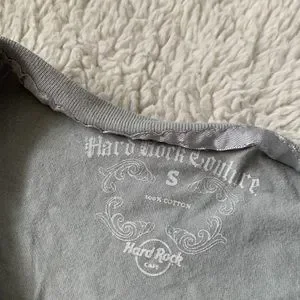 Hard Rock Couture
S
100% COTTON
Hard Rock
CAFE